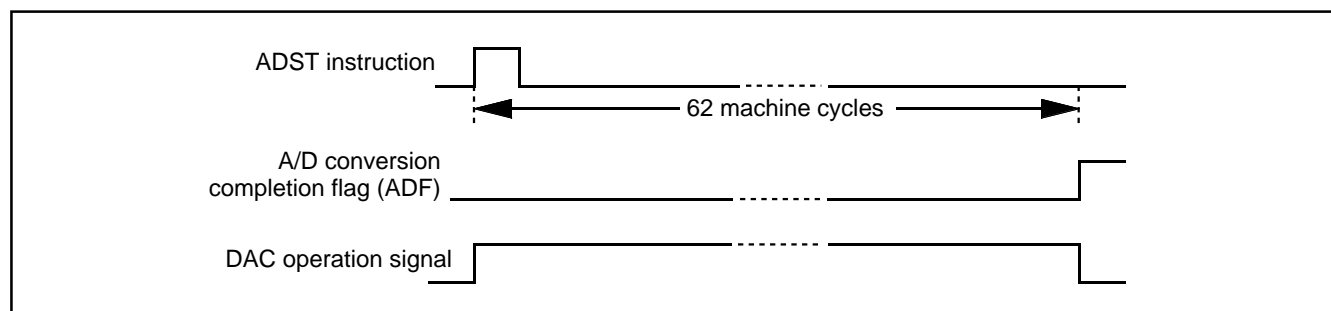 ADST instruction
62 machine cycles
A/D conversion
completion flag (ADF)
DAC operation signal